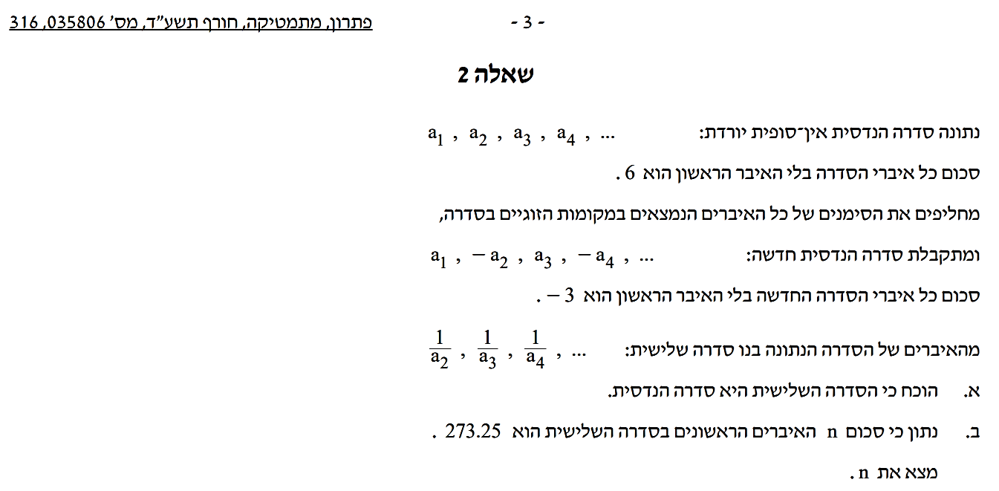 פתרון, מתמטיקה, חורף תשע"ד, מס' 035806, 316
- 3 -
שאלה 2
נתונה סדרה הנדסית אין־סופית יורדת: a₁ , a₂ , a₃ , a₄ , ...
סכום כל איברי הסדרה בלי האיבר הראשון הוא 6 .
מחליפים את הסימנים של כל האיברים הנמצאים במקומות הזוגיים בסדרה,
ומתקבלת סדרה הנדסית חדשה: a₁ , −a₂ , a₃ , −a₄ , ...
סכום כל איברי הסדרה החדשה בלי האיבר הראשון הוא −3 .
מהאיברים של הסדרה הנתונה בנו סדרה שלישית: 1/a₂ , 1/a₃ , 1/a₄ , ...
א. הוכח כי הסדרה השלישית היא סדרה הנדסית.
ב. נתון כי סכום n האיברים הראשונים בסדרה השלישית הוא 273.25 .
מצא את n .